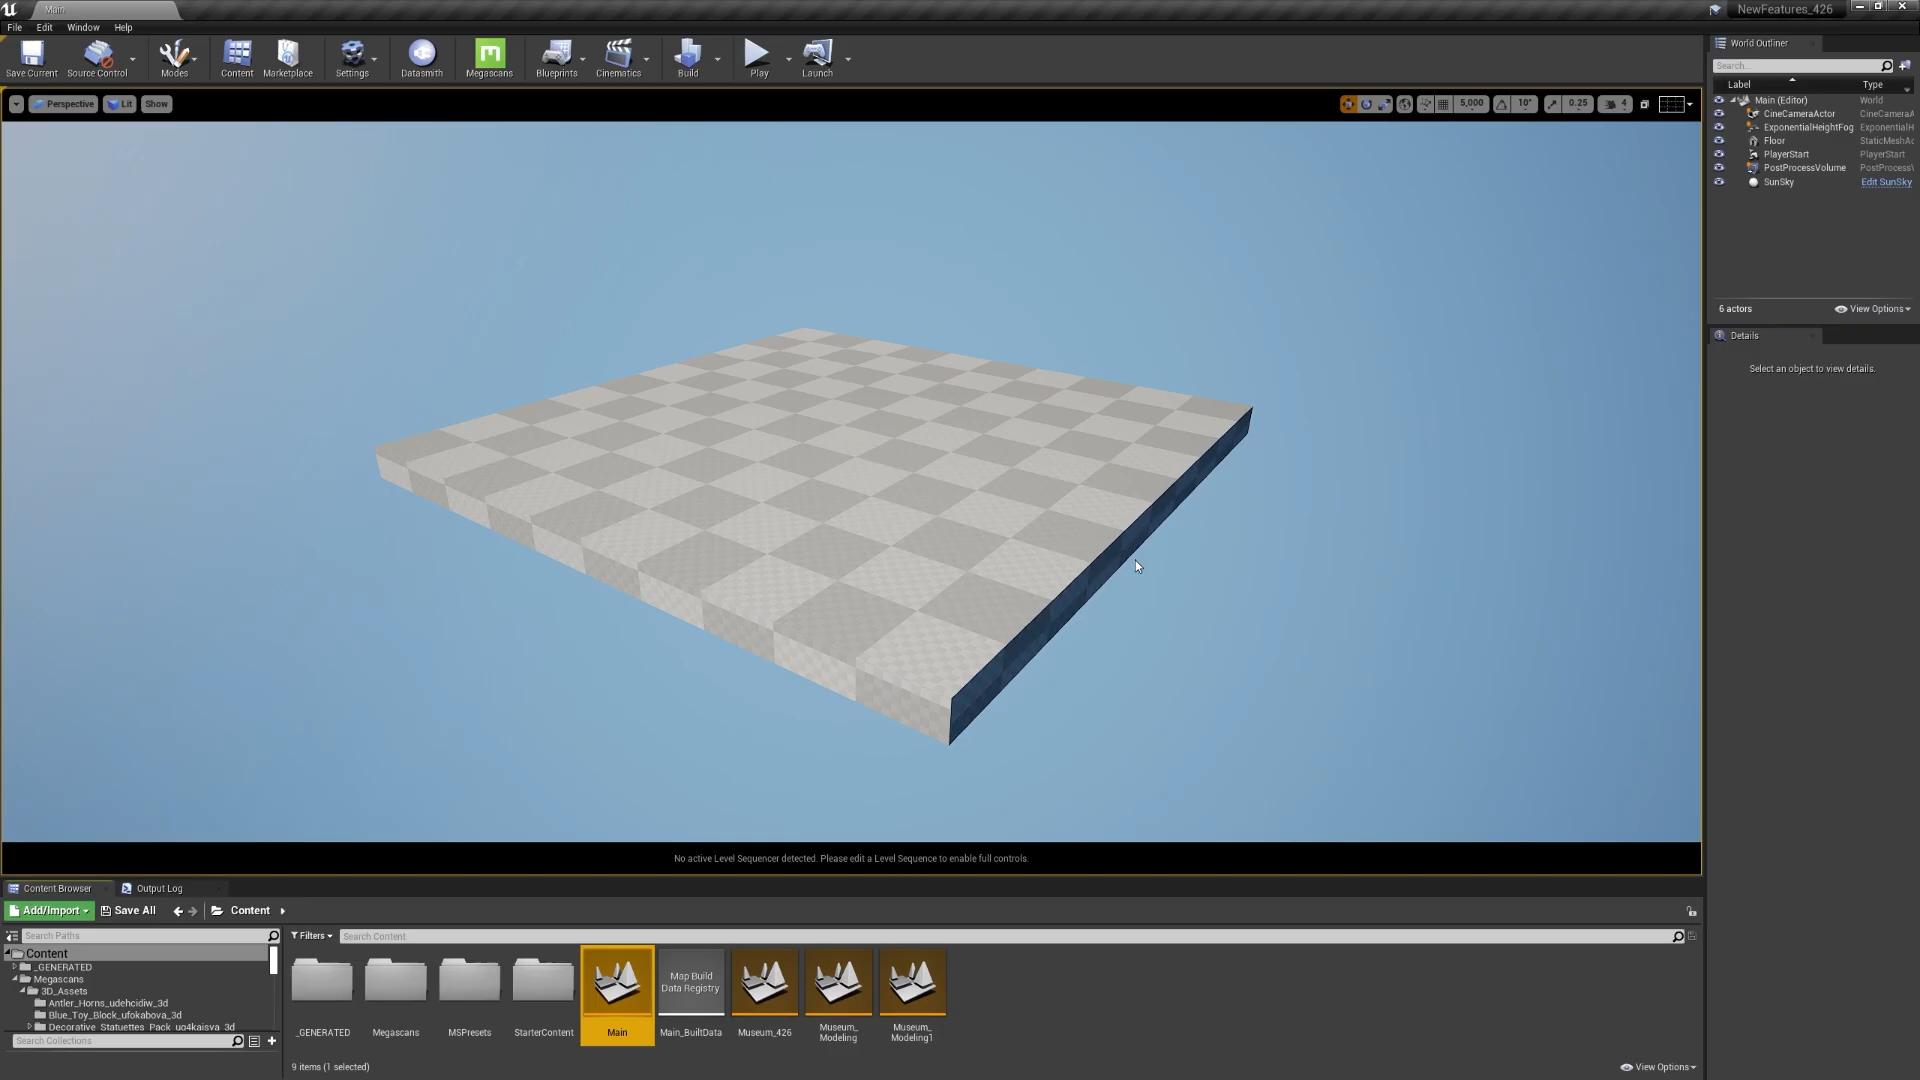 Main
NewFeatures_426
File Edit Window Help
Save Current Source Control Modes Content Marketplace Settings Datasmith Megascans Blueprints Cinematics Build Play Launch
Perspective Lit Show
5,000 10° 0.25 4
World Outliner
Search...
Label Type
Main (Editor) World
CineCameraActor CineCameraA
ExponentialHeightFog ExponentialH
Floor StaticMeshAc
PlayerStart PlayerStart
PostProcessVolume PostProcessV
SunSky Edit SunSky
6 actors View Options
Details
Select an object to view details.
No active Level Sequencer detected. Please edit a Level Sequence to enable full controls.
Content Browser Output Log
Add/Import Save All Content
Search Paths
Filters Search Content
Content
_GENERATED
Megascans
3D_Assets
Antler_Horns_udehcidiw_3d
Blue_Toy_Block_ufokabova_3d
Decorative_Statuettes_Pack_uq4kaisva_3d
Search Collections
Map Build
Data Registry
_GENERATED Megascans MSPresets StarterContent Main Main_BuiltData Museum_426 Museum_
Modeling Museum_
Modeling1
9 items (1 selected) View Options